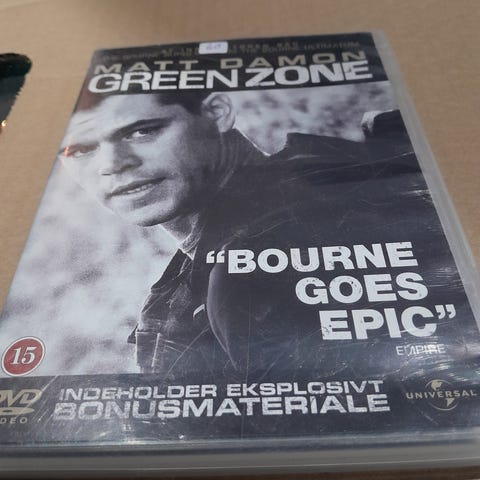 MATT DAMON
GREEN ZONE
"BOURNE
GOES
EPIC"
EMPIRE
15
DVD
VIDEO
INDEHOLDER EKSPLOSIVT
BONUSMATERIALE
UNIVERSAL